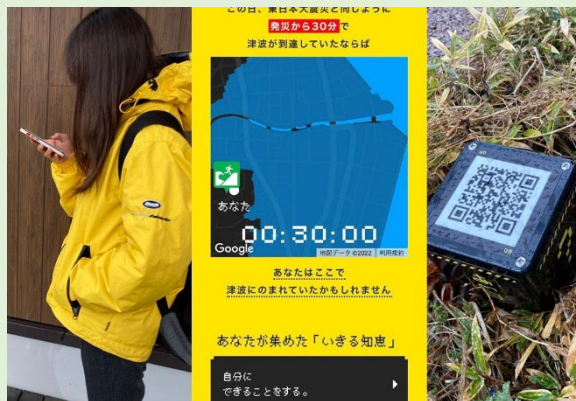 この日、東日本大震災と同じように
発災から30分で
津波が到達していたならば
あなた
00:30:00
Google
地図データ ©2022
利用規約
あなたはここで
津波にのまれていたかもしれません
あなたが集めた「いきる知恵」
自分に
できることをする。